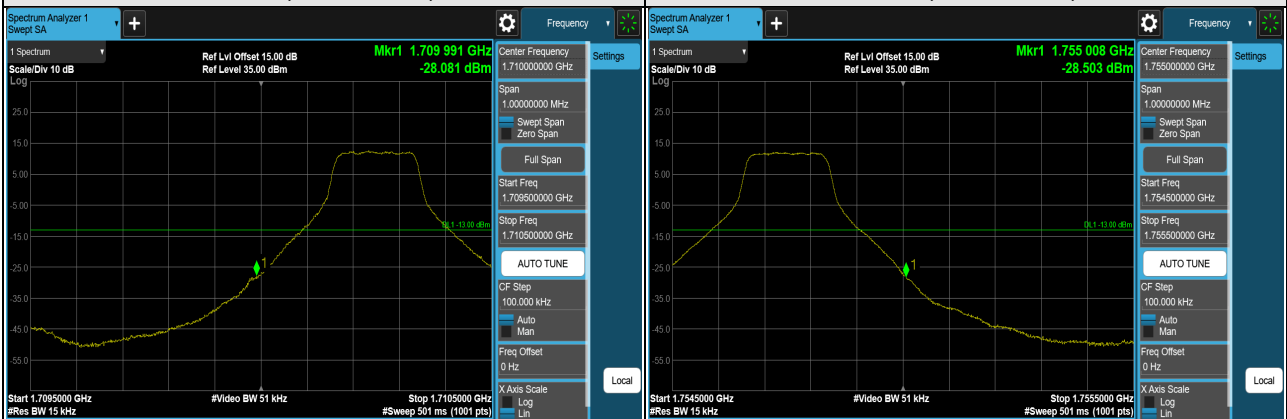 Spectrum Analyzer 1
Swept SA
+
Frequency
1 Spectrum
Scale/Div 10 dB
Log
Ref Lvl Offset 15.00 dB
Ref Level 35.00 dBm
Mkr1 1.709 991 GHz
-28.081 dBm
25.0
15.0
5.00
-5.00
-15.0
-25.0
-35.0
-45.0
-55.0
DL1 -13.00 dBm
1
Start 1.7095000 GHz
#Res BW 15 kHz
#Video BW 51 kHz
Stop 1.7105000 GHz
#Sweep 501 ms (1001 pts)
Center Frequency
1.710000000 GHz
Settings
Span
1.00000000 MHz
Swept Span
Zero Span
Full Span
Start Freq
1.709500000 GHz
Stop Freq
1.710500000 GHz
AUTO TUNE
CF Step
100.000 kHz
Auto
Man
Freq Offset
0 Hz
X Axis Scale
Log
Lin
Local
Spectrum Analyzer 1
Swept SA
+
Frequency
1 Spectrum
Scale/Div 10 dB
Log
Ref Lvl Offset 15.00 dB
Ref Level 35.00 dBm
Mkr1 1.755 008 GHz
-28.503 dBm
25.0
15.0
5.00
-5.00
-15.0
-25.0
-35.0
-45.0
-55.0
DL1 -13.00 dBm
1
Start 1.7545000 GHz
#Res BW 15 kHz
#Video BW 51 kHz
Stop 1.7555000 GHz
#Sweep 501 ms (1001 pts)
Center Frequency
1.755000000 GHz
Settings
Span
1.00000000 MHz
Swept Span
Zero Span
Full Span
Start Freq
1.754500000 GHz
Stop Freq
1.755500000 GHz
AUTO TUNE
CF Step
100.000 kHz
Auto
Man
Freq Offset
0 Hz
X Axis Scale
Log
Lin
Local